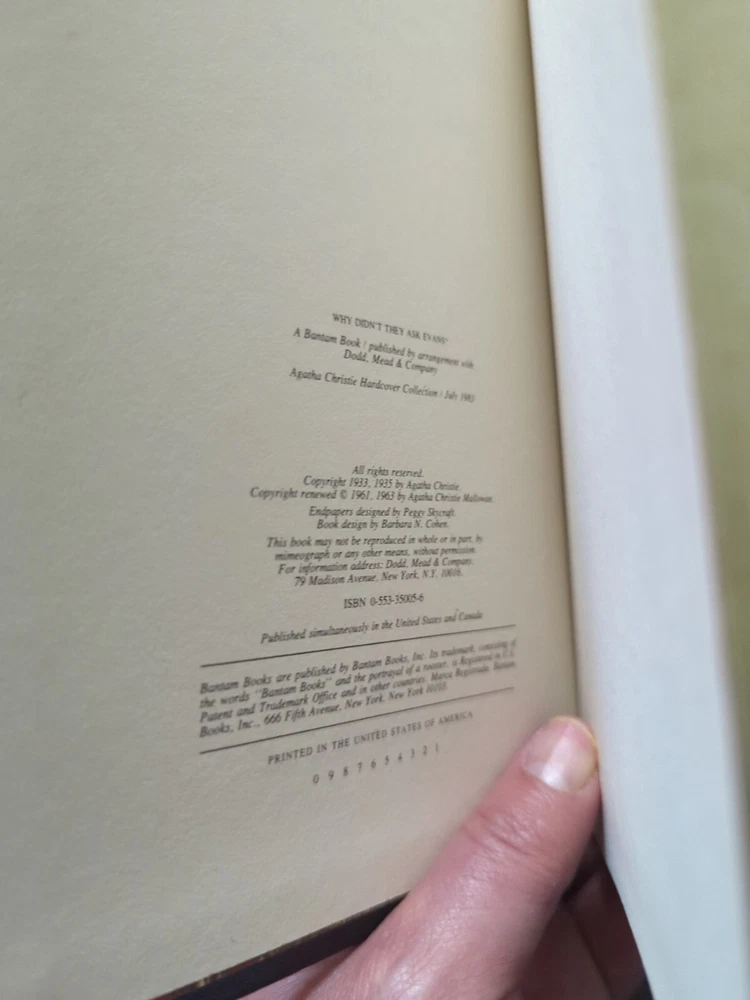 WHY DIDN'T THEY ASK EVANS?
A Bantam Book / published by arrangement with
Dodd, Mead & Company
Agatha Christie Hardcover Collection / July 1983
All rights reserved.
Copyright 1933, 1935 by Agatha Christie.
Copyright renewed © 1961, 1963 by Agatha Christie Mallowan.
Endpapers designed by Peggy Skycraft.
Book design by Barbara N. Cohen.
This book may not be reproduced in whole or in part, by
mimeograph or any other means, without permission.
For information address: Dodd, Mead & Company,
79 Madison Avenue, New York, N.Y. 10016.
ISBN 0-553-35005-6
Published simultaneously in the United States and Canada
Bantam Books are published by Bantam Books, Inc. Its trademark, consisting of
the words "Bantam Books" and the portrayal of a rooster, is Registered in U.S.
Patent and Trademark Office and in other countries. Marca Registrada. Bantam
Books, Inc., 666 Fifth Avenue, New York, New York 10103.
PRINTED IN THE UNITED STATES OF AMERICA
0 9 8 7 6 5 4 3 2 1